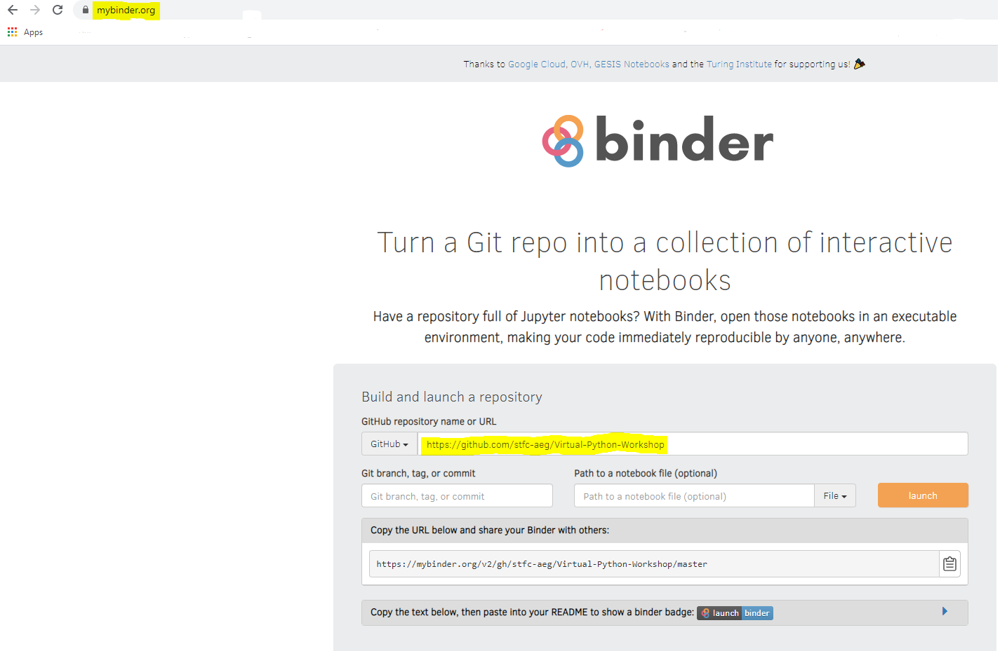 mybinder.org
Apps
Thanks to Google Cloud, OVH, GESIS Notebooks and the Turing Institute for supporting us!
binder
Turn a Git repo into a collection of interactive
notebooks
Have a repository full of Jupyter notebooks? With Binder, open those notebooks in an executable
environment, making your code immediately reproducible by anyone, anywhere.
Build and launch a repository
GitHub repository name or URL
GitHub https://github.com/stfc-aeg/Virtual-Python-Workshop
Git branch, tag, or commit Path to a notebook file (optional)
Git branch, tag, or commit Path to a notebook file (optional) File launch
Copy the URL below and share your Binder with others:
https://mybinder.org/v2/gh/stfc-aeg/Virtual-Python-Workshop/master
Copy the text below, then paste into your README to show a binder badge: launch binder